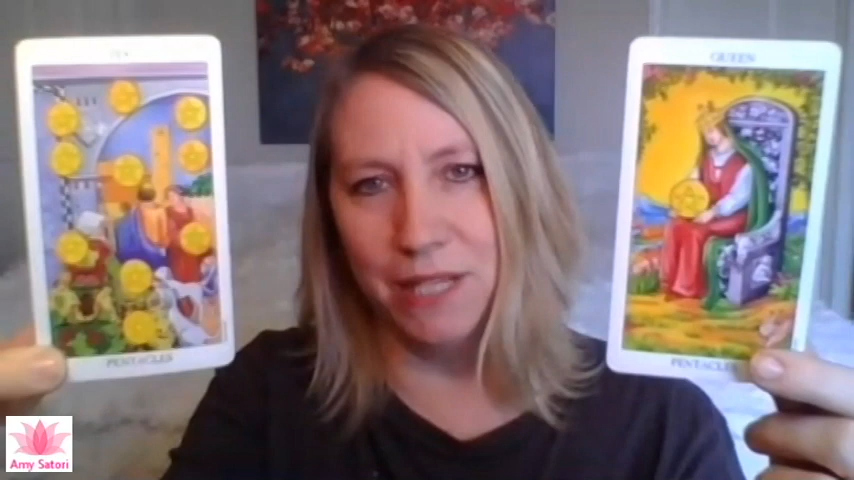 TEN
QUEEN
PENTACLES
PENTACLES
Amy Satori